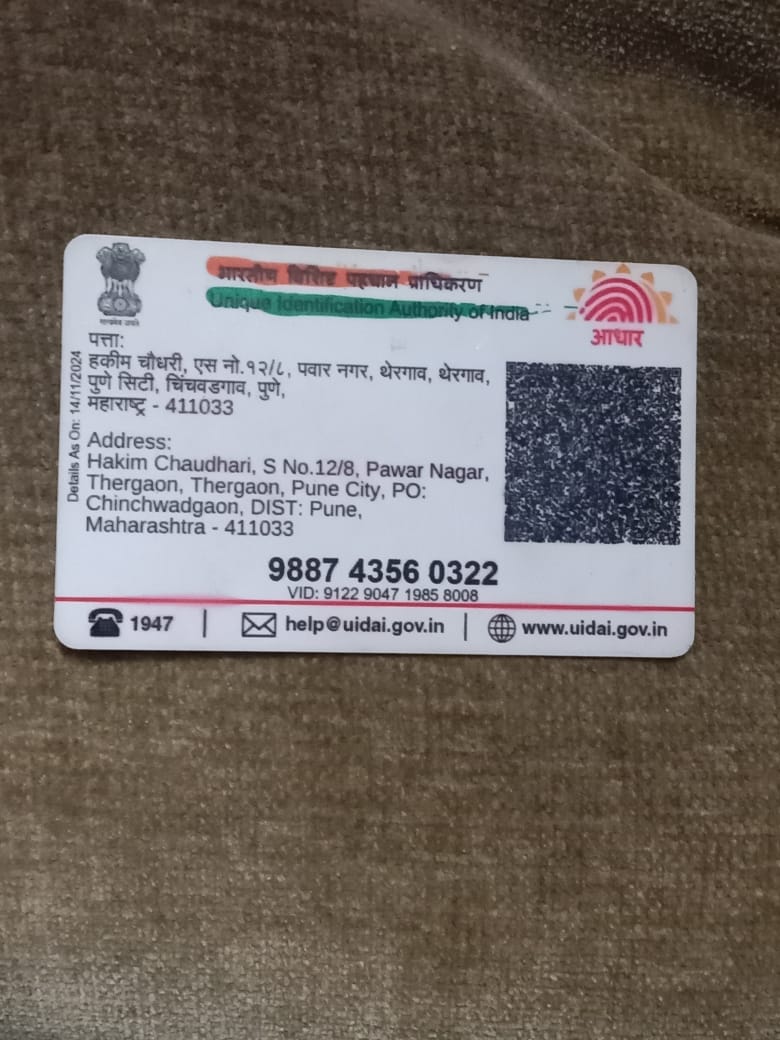 भारतीय विशिष्ट पहचान प्राधिकरण
Unique Identification Authority of India
आधार
सत्यमेव जयते
Details As On: 14/11/2024
पत्ता:
हकीम चौधरी, एस नो.१२/८, पवार नगर, थेरगाव, थेरगाव,
पुणे सिटी, चिंचवडगाव, पुणे,
महाराष्ट्र - 411033
Address:
Hakim Chaudhari, S No.12/8, Pawar Nagar,
Thergaon, Thergaon, Pune City, PO:
Chinchwadgaon, DIST: Pune,
Maharashtra - 411033
9887 4356 0322
VID: 9122 9047 1985 8008
1947 | help@uidai.gov.in | www.uidai.gov.in